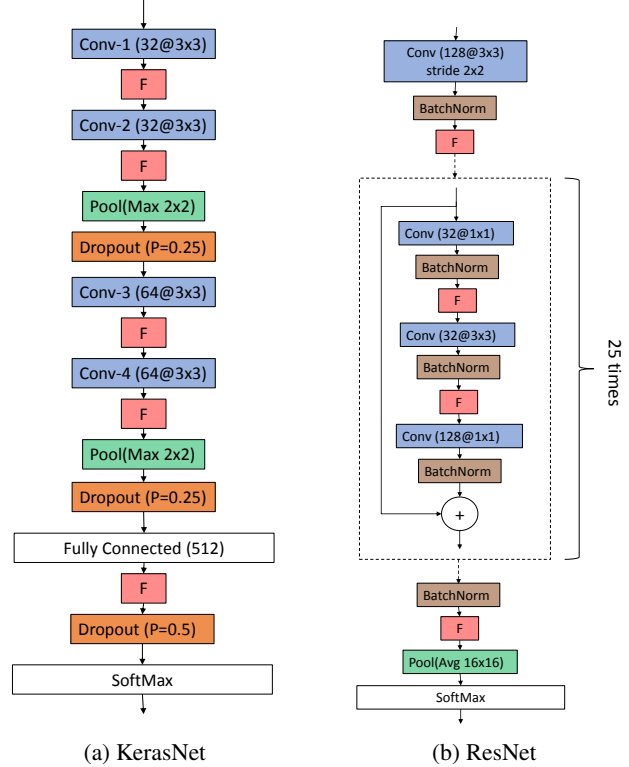 Conv-1 (32@3x3)
F
Conv-2 (32@3x3)
F
Pool(Max 2x2)
Dropout (P=0.25)
Conv-3 (64@3x3)
F
Conv-4 (64@3x3)
F
Pool(Max 2x2)
Dropout (P=0.25)
Fully Connected (512)
F
Dropout (P=0.5)
SoftMax
(a) KerasNet
Conv (128@3x3)
stride 2x2
BatchNorm
F
Conv (32@1x1)
BatchNorm
F
Conv (32@3x3)
BatchNorm
F
Conv (128@1x1)
BatchNorm
+
25 times
BatchNorm
F
Pool(Avg 16x16)
SoftMax
(b) ResNet